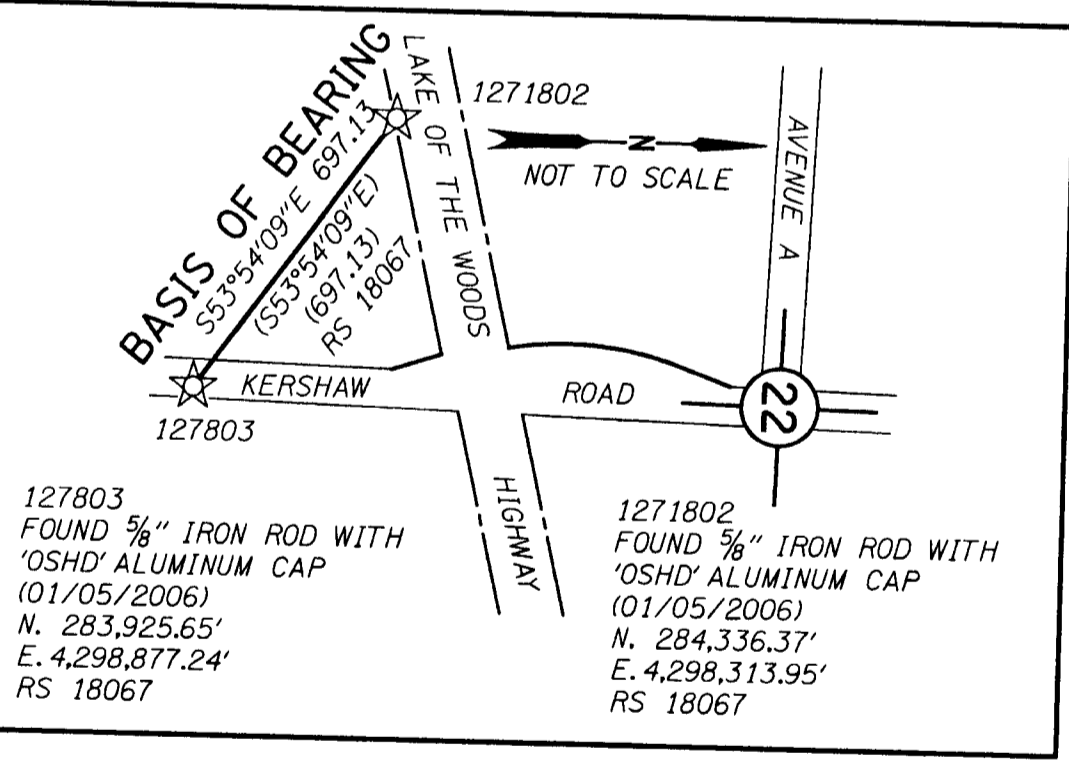 BASIS OF BEARING
S53°54'09"E 697.13
(S53°54'09"E)
(697.13)
RS 18067
LAKE OF THE WOODS
HIGHWAY
1271802
N
NOT TO SCALE
AVENUE A
KERSHAW ROAD
22
127803
127803
FOUND 5/8" IRON ROD WITH
'OSHD' ALUMINUM CAP
(01/05/2006)
N. 283,925.65'
E. 4,298,877.24'
RS 18067
1271802
FOUND 5/8" IRON ROD WITH
'OSHD' ALUMINUM CAP
(01/05/2006)
N. 284,336.37'
E. 4,298,313.95'
RS 18067